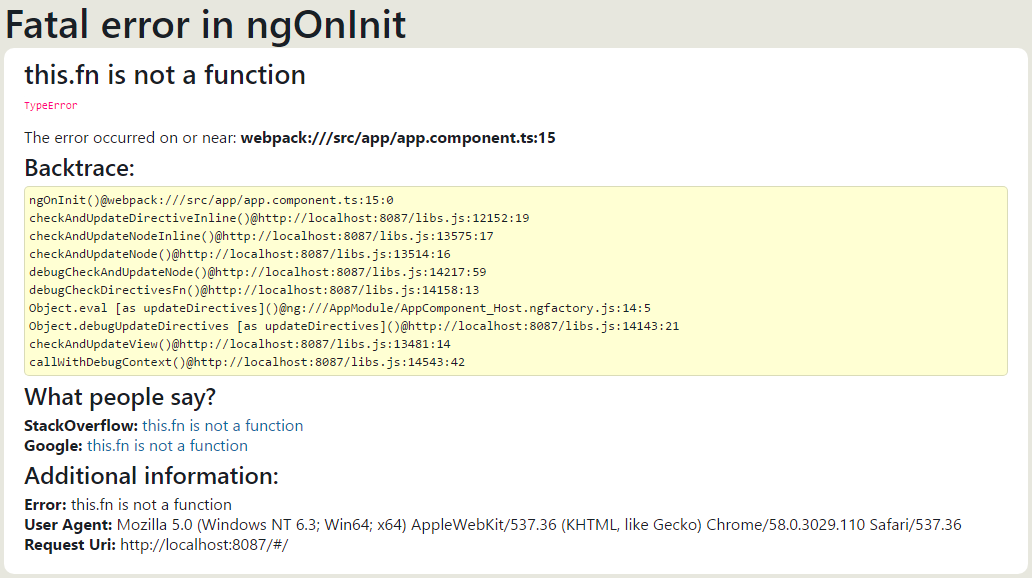 Fatal error in ngOnInit
this.fn is not a function
TypeError
The error occurred on or near: webpack:///src/app/app.component.ts:15
Backtrace:
ngOnInit()@webpack:///src/app/app.component.ts:15:0
checkAndUpdateDirectiveInline()@http://localhost:8087/libs.js:12152:19
checkAndUpdateNodeInline()@http://localhost:8087/libs.js:13575:17
checkAndUpdateNode()@http://localhost:8087/libs.js:13514:16
debugCheckAndUpdateNode()@http://localhost:8087/libs.js:14217:59
debugCheckDirectivesFn()@http://localhost:8087/libs.js:14158:13
Object.eval [as updateDirectives]()@ng:///AppModule/AppComponent_Host.ngfactory.js:14:5
Object.debugUpdateDirectives [as updateDirectives]()@http://localhost:8087/libs.js:14143:21
checkAndUpdateView()@http://localhost:8087/libs.js:13481:14
callWithDebugContext()@http://localhost:8087/libs.js:14543:42
What people say?
StackOverflow: this.fn is not a function
Google: this.fn is not a function
Additional information:
Error: this.fn is not a function
User Agent: Mozilla 5.0 (Windows NT 6.3; Win64; x64) AppleWebKit/537.36 (KHTML, like Gecko) Chrome/58.0.3029.110 Safari/537.36
Request Uri: http://localhost:8087/#/